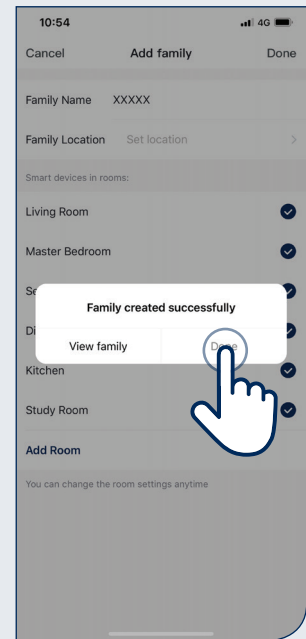 10:54
4G
Cancel Add family Done
Family Name XXXXX
Family Location Set location
Smart devices in rooms:
Living Room
Master Bedroom
Se
Family created successfully
Di
View family
Kitchen
Study Room
Add Room
You can change the room settings anytime